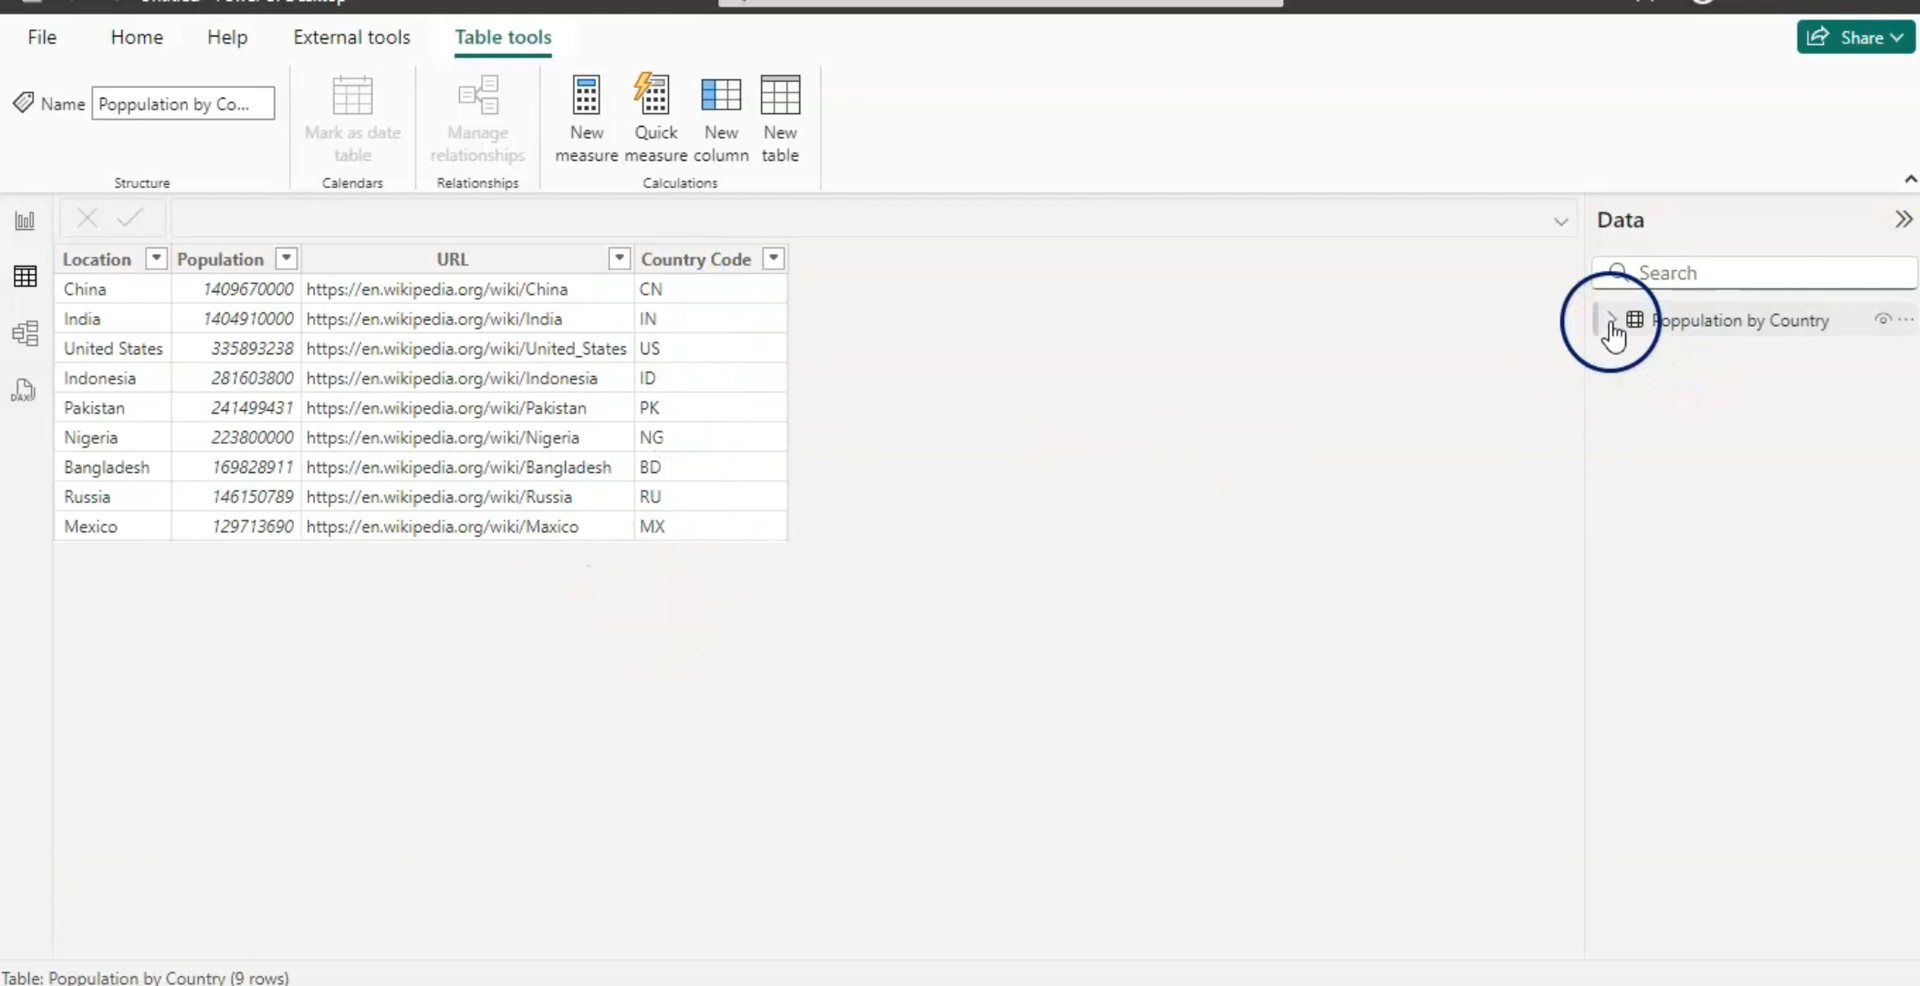 File Home Help External tools Table tools Share
Name Poppulation by Co...
Mark as date table
Manage relationships
New measure
Quick measure
New column
New table
Structure Calendars Relationships Calculations
Data
Search
Poppulation by Country
Location Population URL Country Code
China 1409670000 https://en.wikipedia.org/wiki/China CN
India 1404910000 https://en.wikipedia.org/wiki/India IN
United States 335893238 https://en.wikipedia.org/wiki/United_States US
Indonesia 281603800 https://en.wikipedia.org/wiki/Indonesia ID
Pakistan 241499431 https://en.wikipedia.org/wiki/Pakistan PK
Nigeria 223800000 https://en.wikipedia.org/wiki/Nigeria NG
Bangladesh 169828911 https://en.wikipedia.org/wiki/Bangladesh BD
Russia 146150789 https://en.wikipedia.org/wiki/Russia RU
Mexico 129713690 https://en.wikipedia.org/wiki/Maxico MX
DAX
Table: Poppulation by Country (9 rows)